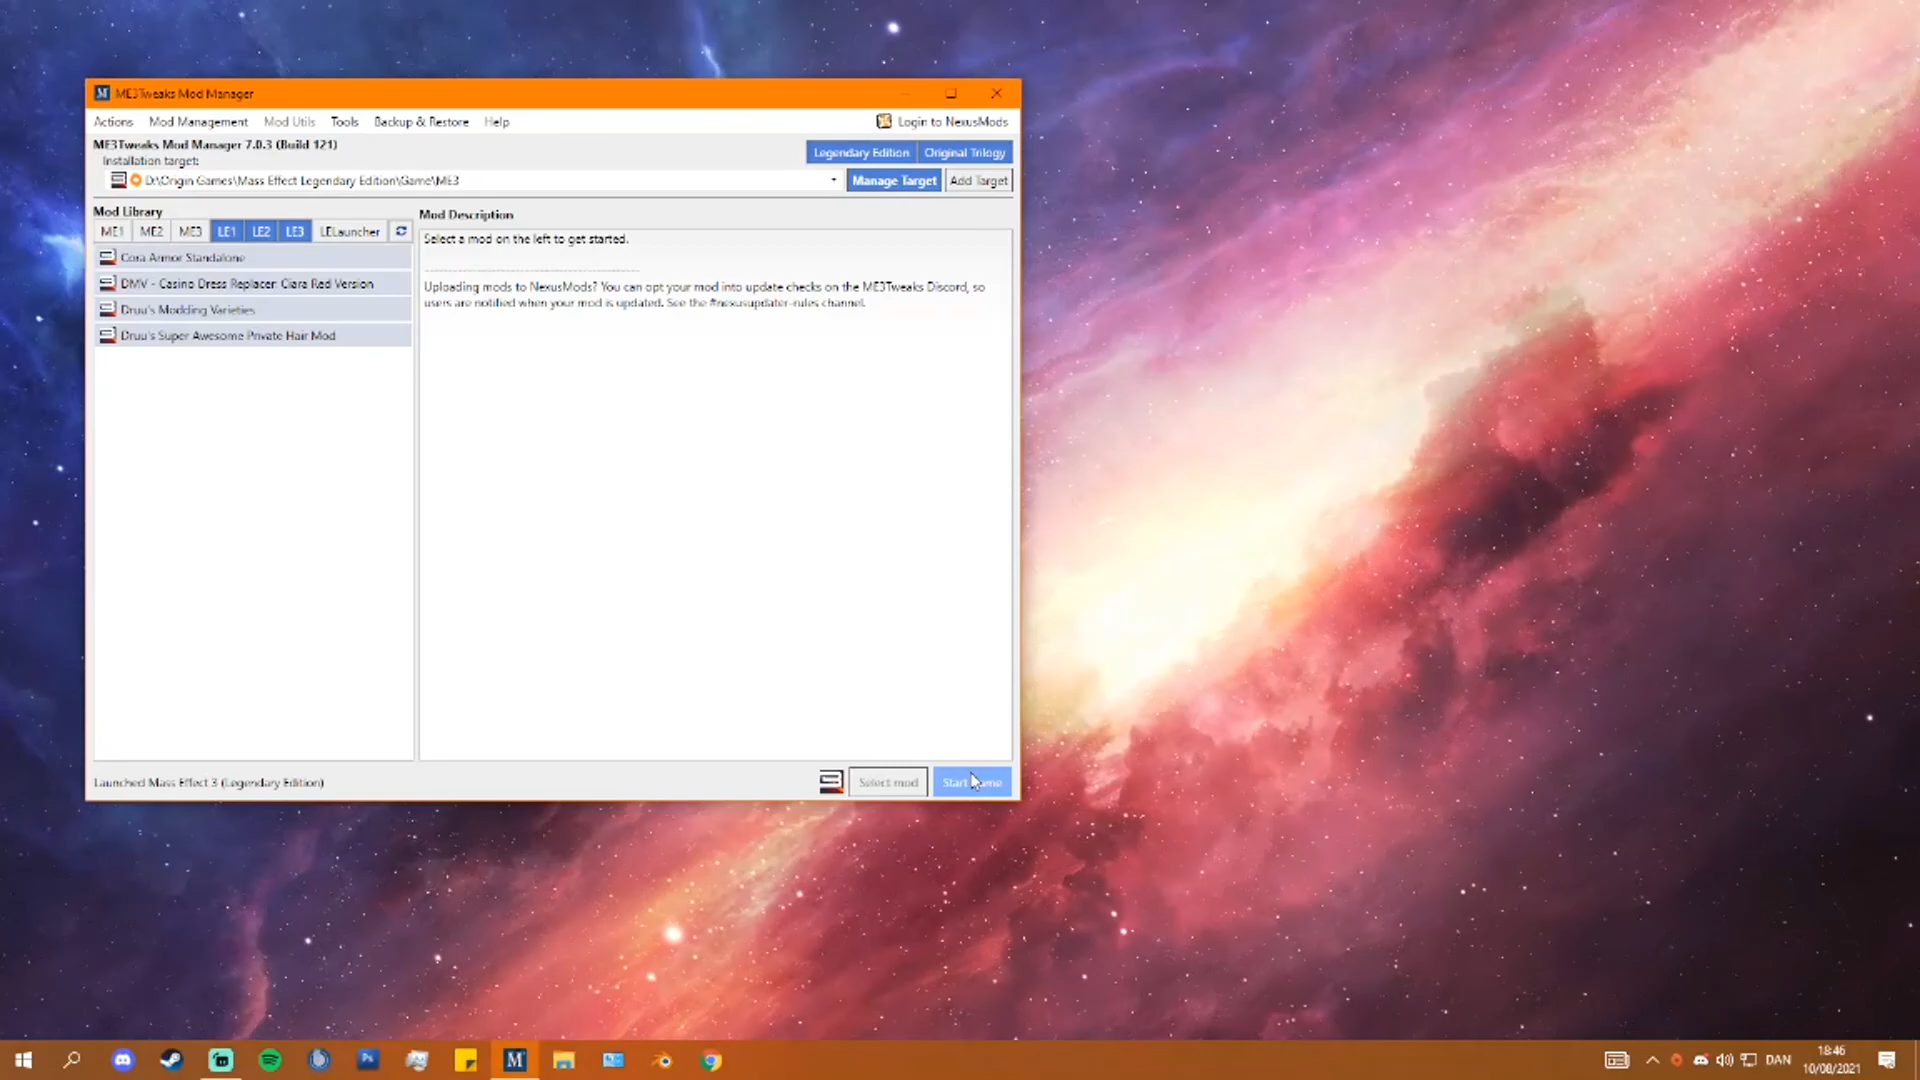 ME3Tweaks Mod Manager
Actions Mod Management Mod Utils Tools Backup & Restore Help Login to NexusMods
ME3Tweaks Mod Manager 7.0.3 (Build 121)
Legendary Edition Original Trilogy
Installation target:
D:\Origin Games\Mass Effect Legendary Edition\Game\ME3 Manage Target Add Target
Mod Library Mod Description
ME1 ME2 ME3 LE1 LE2 LE3 LELauncher
Select a mod on the left to get started.
Cora Armor Standalone
DMV - Casino Dress Replacer: Ciara Red Version
Druu's Modding Varieties
Druu's Super Awesome Private Hair Mod
------------------------------------------
Uploading mods to NexusMods? You can opt your mod into update checks on the ME3Tweaks Discord, so
users are notified when your mod is updated. See the #nexusupdater-rules channel.
Launched Mass Effect 3 (Legendary Edition) Select mod Start
DAN 18:46
10/08/2021